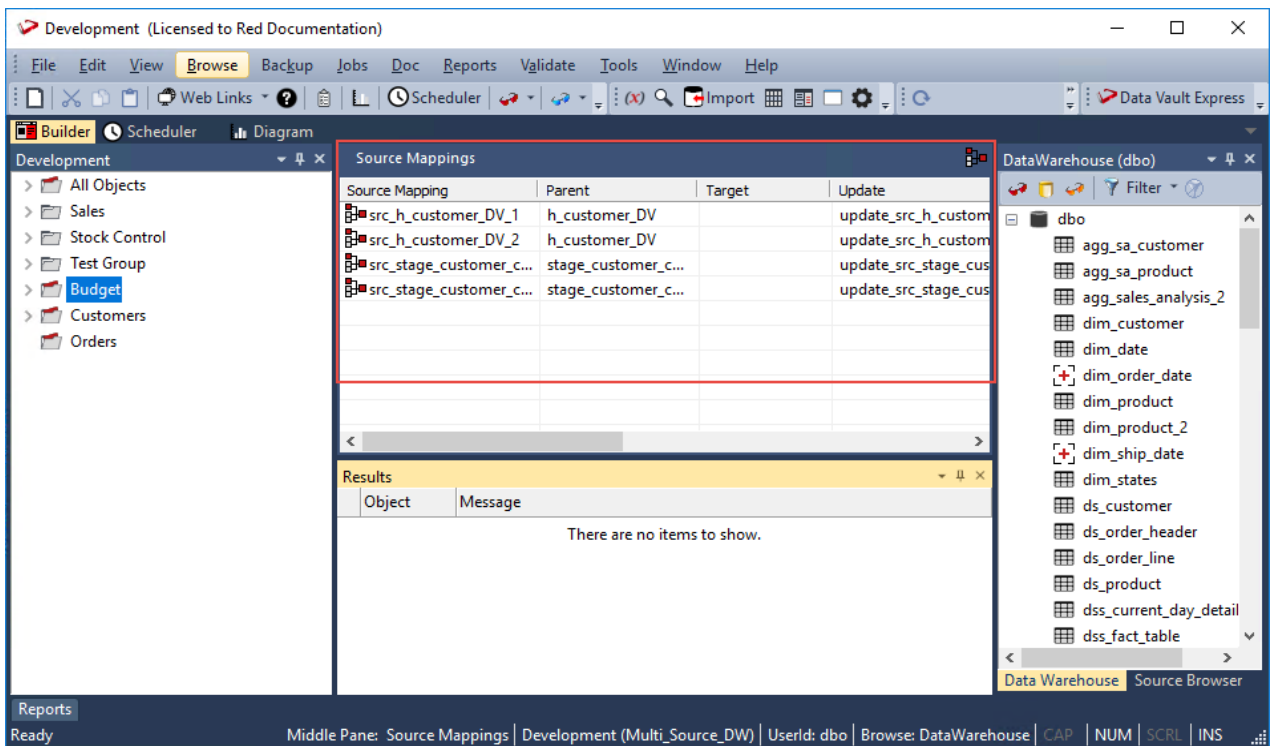 Development (Licensed to Red Documentation)
File Edit View Browse Backup Jobs Doc Reports Validate Tools Window Help
Web Links Scheduler (x) Import Data Vault Express
Builder Scheduler Diagram
Development
All Objects
Sales
Stock Control
Test Group
Budget
Customers
Orders
Source Mappings
Source Mapping Parent Target Update
src_h_customer_DV_1 h_customer_DV update_src_h_custom
src_h_customer_DV_2 h_customer_DV update_src_h_custom
src_stage_customer_c... stage_customer_c... update_src_stage_cus
src_stage_customer_c... stage_customer_c... update_src_stage_cus
Results
Object Message
There are no items to show.
DataWarehouse (dbo)
Filter
dbo
agg_sa_customer
agg_sa_product
agg_sales_analysis_2
dim_customer
dim_date
dim_order_date
dim_product
dim_product_2
dim_ship_date
dim_states
ds_customer
ds_order_header
ds_order_line
ds_product
dss_current_day_detail
dss_fact_table
Data Warehouse Source Browser
Reports
Ready Middle Pane: Source Mappings Development (Multi_Source_DW) UserId: dbo Browse: DataWarehouse CAP NUM SCRL INS